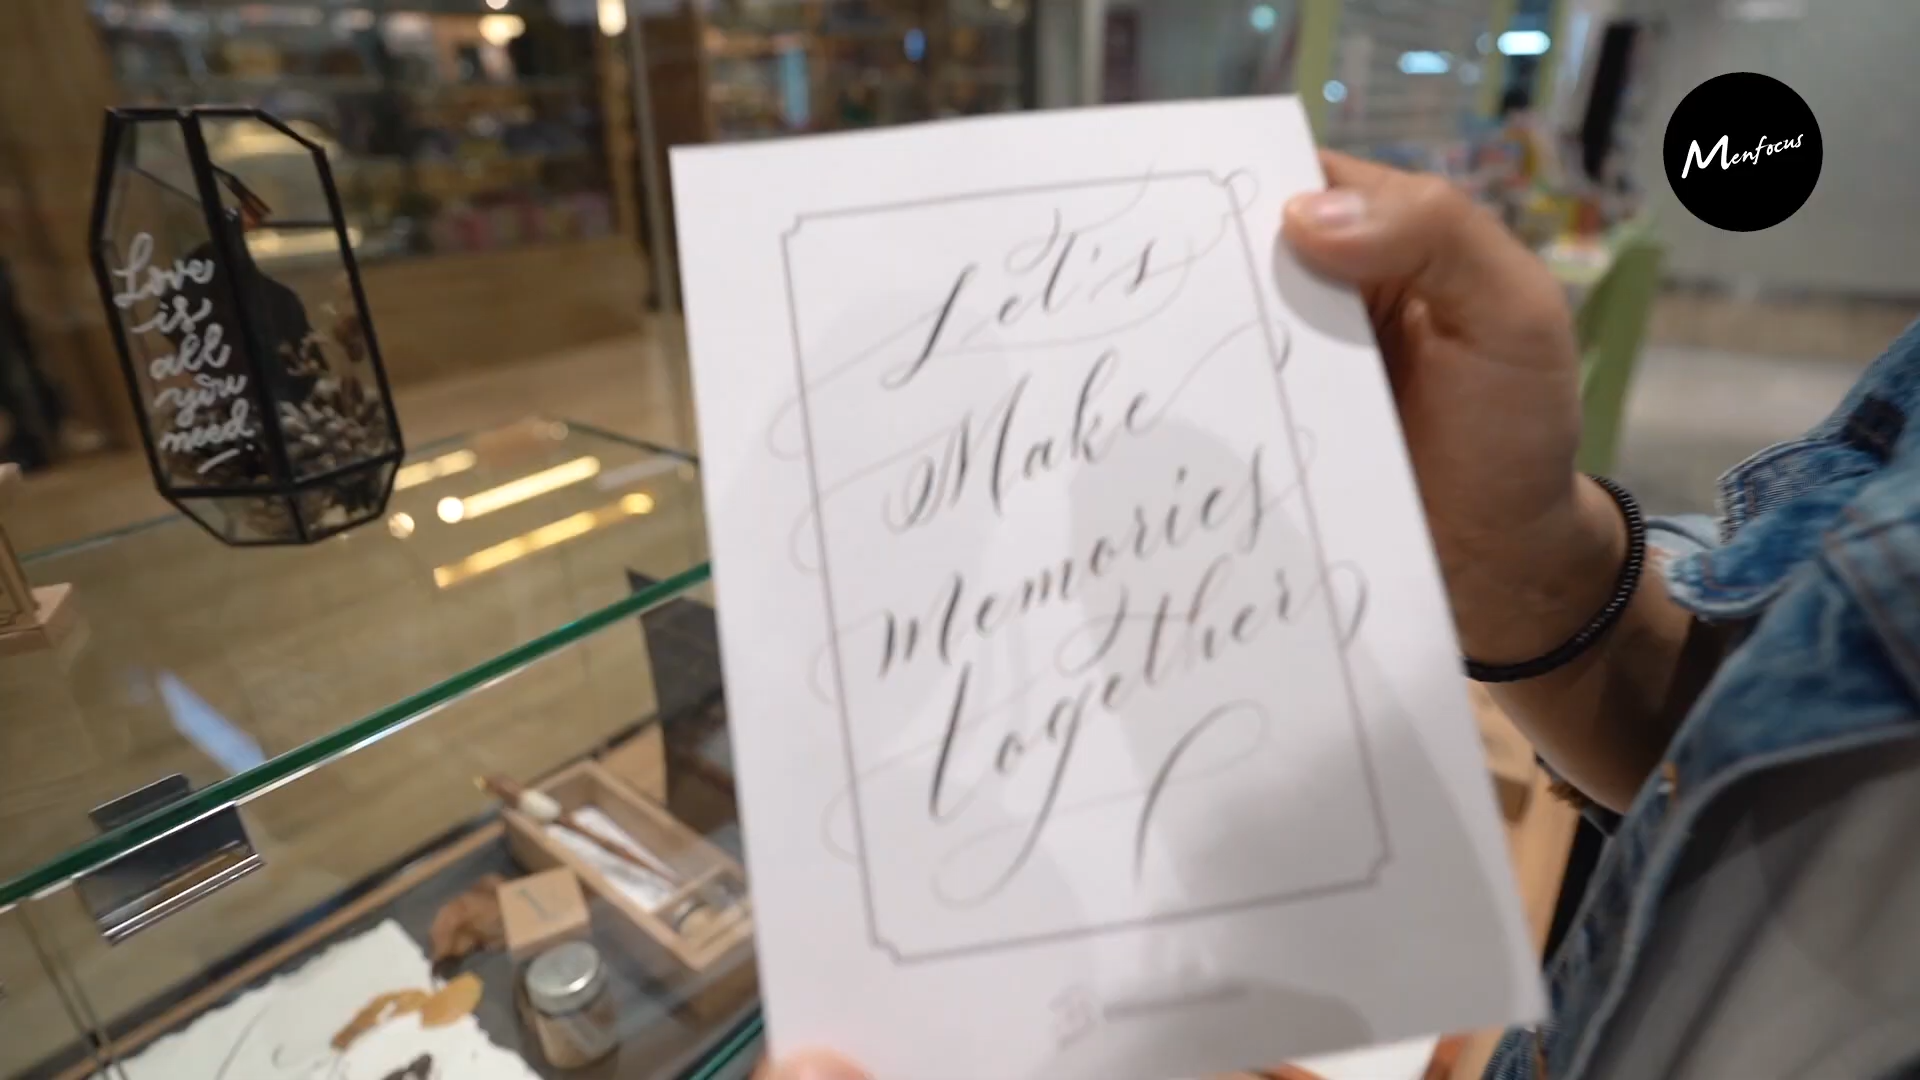 Love
is
all
you
need.
Let's
Make
Memories
together
Menfocus